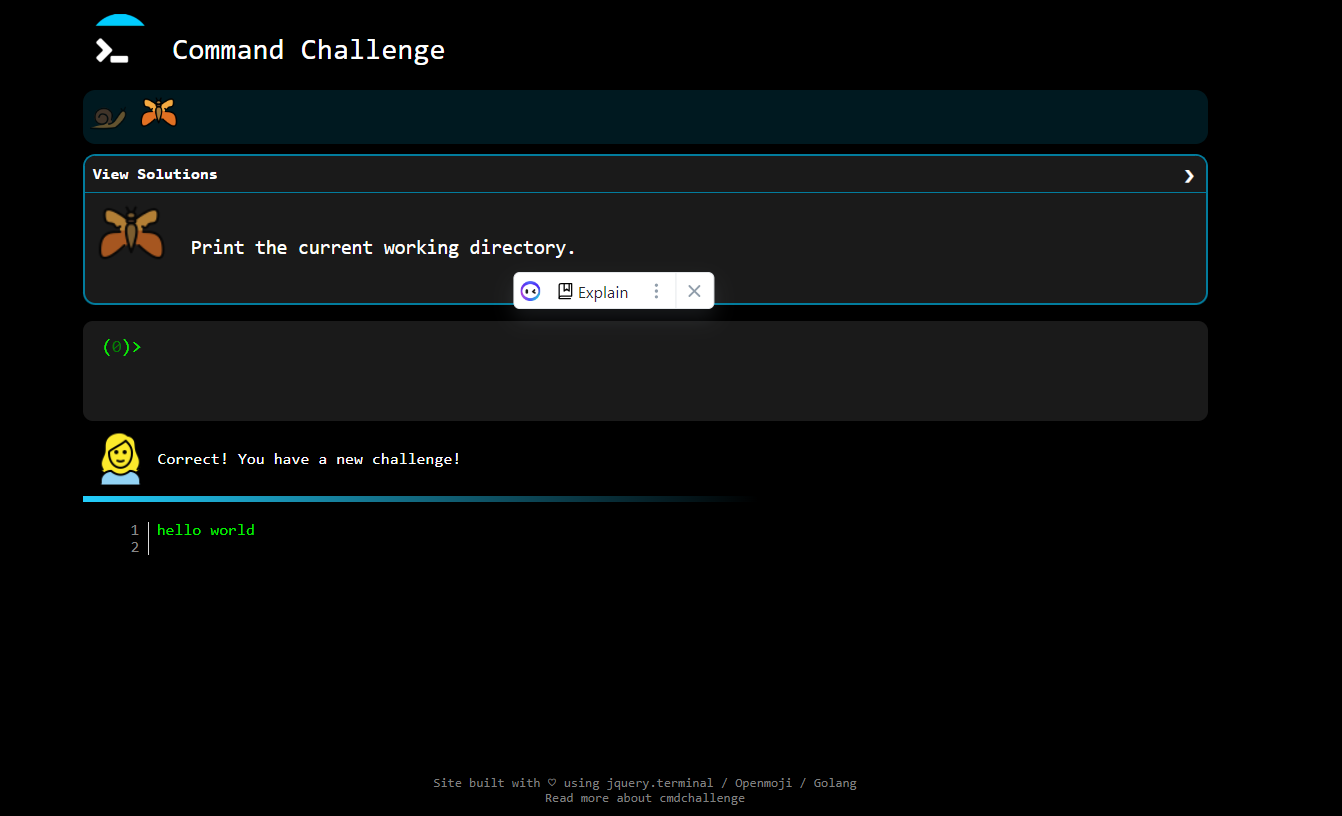 Command Challenge
View Solutions
Print the current working directory.
Explain
(0)>
Correct! You have a new challenge!
1 hello world
2
Site built with ♡ using jquery.terminal / Openmoji / Golang
Read more about cmdchallenge